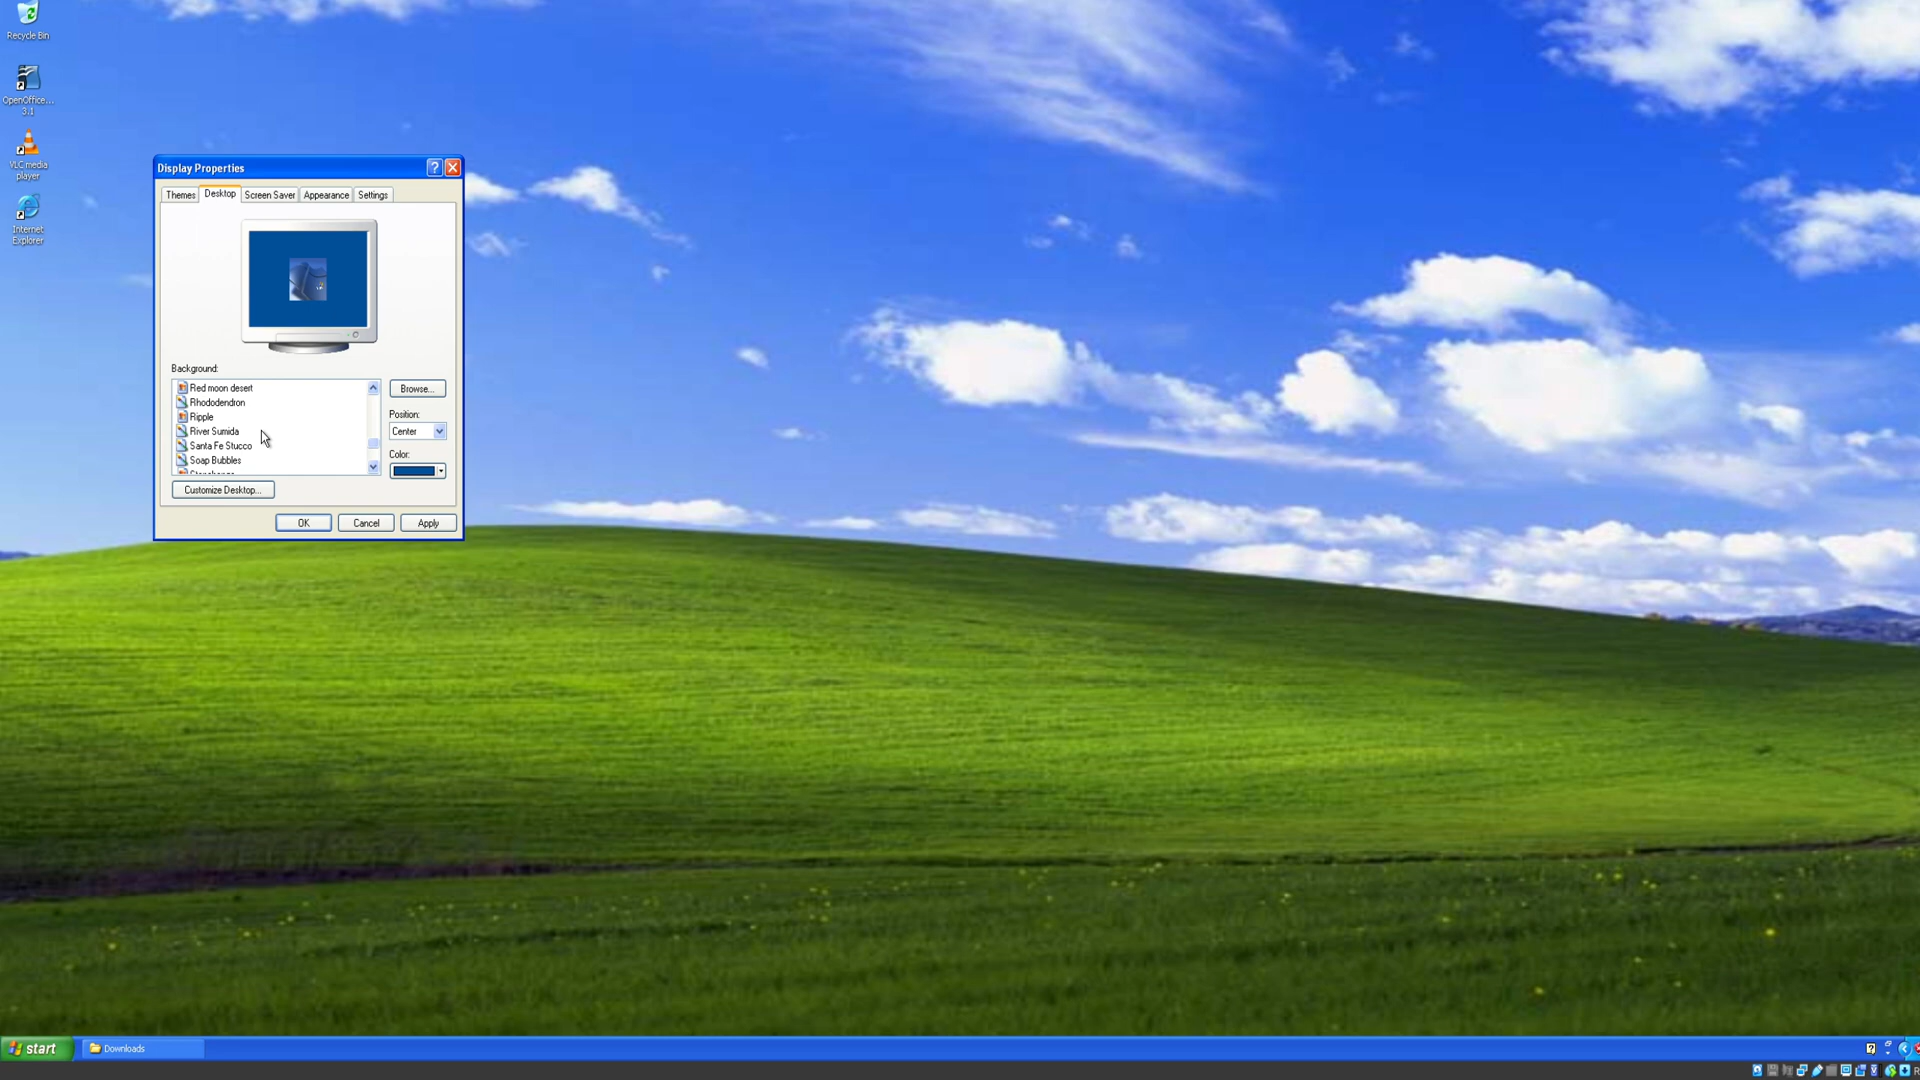 Recycle Bin
OpenOffice...
3.1
VLC media
player
Internet
Explorer
Display Properties
?
Themes
Desktop
Screen Saver
Appearance
Settings
Background:
Red moon desert
Rhododendron
Ripple
River Sumida
Santa Fe Stucco
Soap Bubbles
Browse...
Position:
Center
Color:
Customize Desktop...
OK
Cancel
Apply
start
Downloads
?